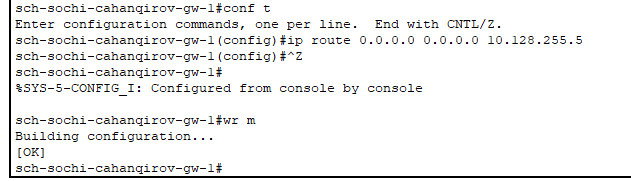 sch-sochi-cahanqirov-gw-1#conf t
Enter configuration commands, one per line.  End with CNTL/Z.
sch-sochi-cahanqirov-gw-1(config)#ip route 0.0.0.0 0.0.0.0 10.128.255.5
sch-sochi-cahanqirov-gw-1(config)#^Z
sch-sochi-cahanqirov-gw-1#
%SYS-5-CONFIG_I: Configured from console by console
sch-sochi-cahanqirov-gw-1#wr m
Building configuration...
[OK]
sch-sochi-cahanqirov-gw-1#